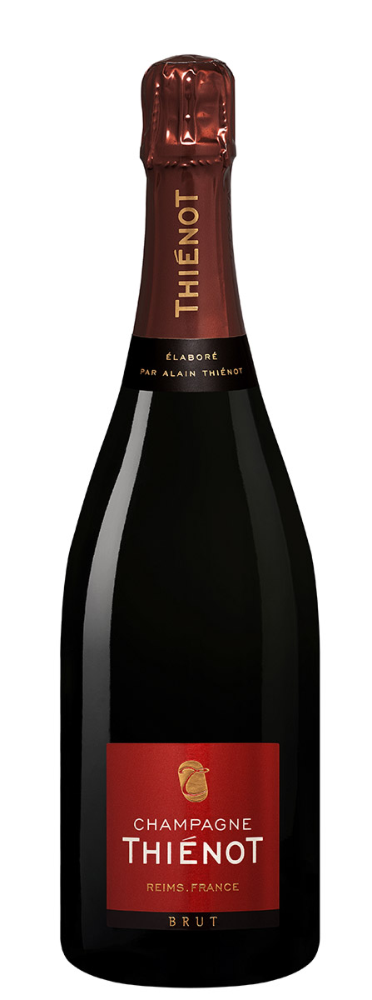 THIÉNOT
ÉLABORÉ
PAR ALAIN THIÉNOT
CHAMPAGNE
THIÉNOT
REIMS.FRANCE
BRUT